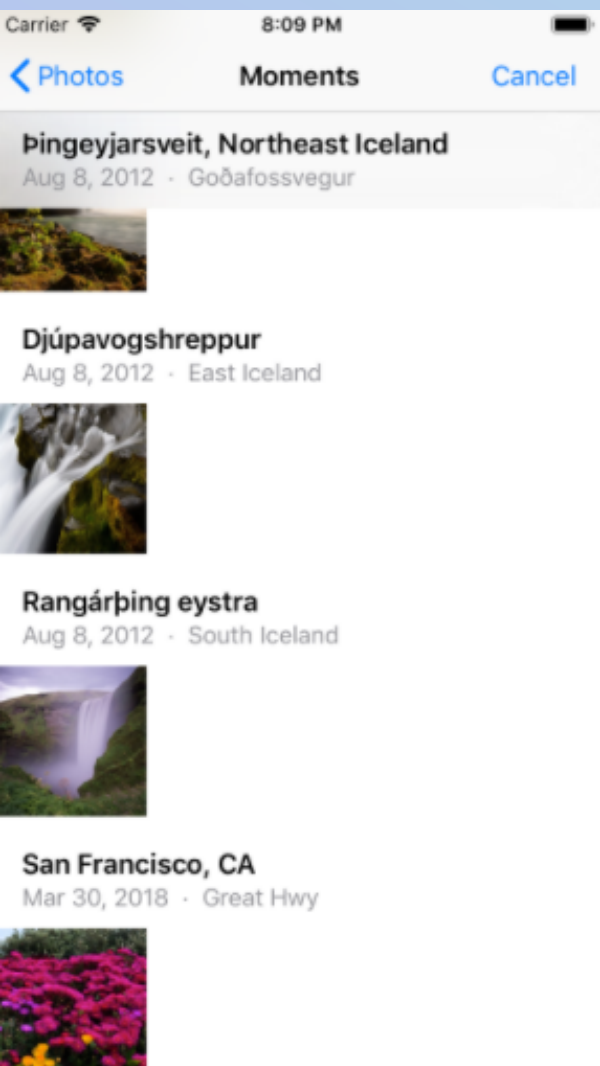 Carrier 8:09 PM
Photos Moments Cancel
Þingeyjarsveit, Northeast Iceland
Aug 8, 2012 · Goðafossvegur
Djúpavogshreppur
Aug 8, 2012 · East Iceland
Rangárþing eystra
Aug 8, 2012 · South Iceland
San Francisco, CA
Mar 30, 2018 · Great Hwy